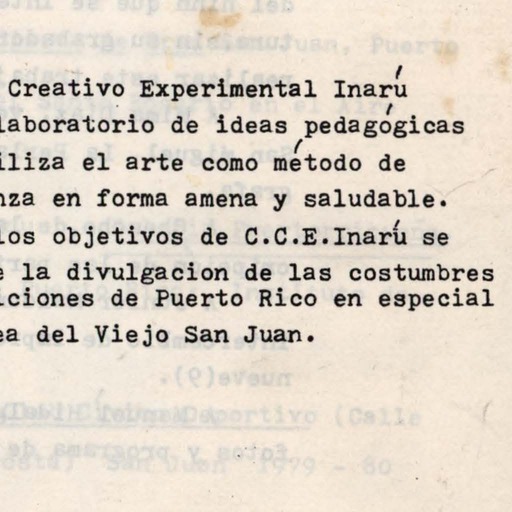 Creativo Experimental Inarú
laboratorio de ideas pedagógicas
iliza el arte como método de
nza en forma amena y saludable.
los objetivos de C.C.E.Inarú se
e la divulgacion de las costumbres
iciones de Puerto Rico en especial
ea del Viejo San Juan.